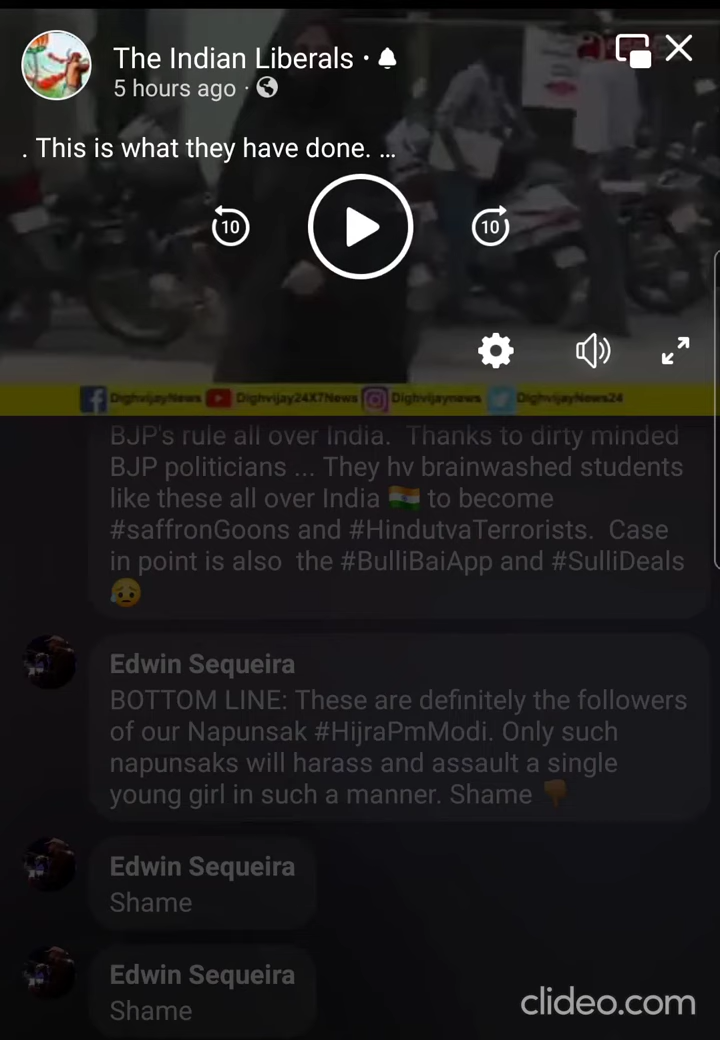 The Indian Liberals ·
5 hours ago ·
. This is what they have done. ...
10
10
DighvijayNews Dighvijay24X7News Dighvijaynews DighvijayNews24
BJP's rule all over India. Thanks to dirty minded
BJP politicians ... They hv brainwashed students
like these all over India 🇮🇳 to become
#saffronGoons and #HindutvaTerrorists. Case
in point is also the #BulliBaiApp and #SulliDeals
😥
Edwin Sequeira
BOTTOM LINE: These are definitely the followers
of our Napunsak #HijraPmModi. Only such
napunsaks will harass and assault a single
young girl in such a manner. Shame 👎
Edwin Sequeira
Shame
Edwin Sequeira
Shame
clideo.com